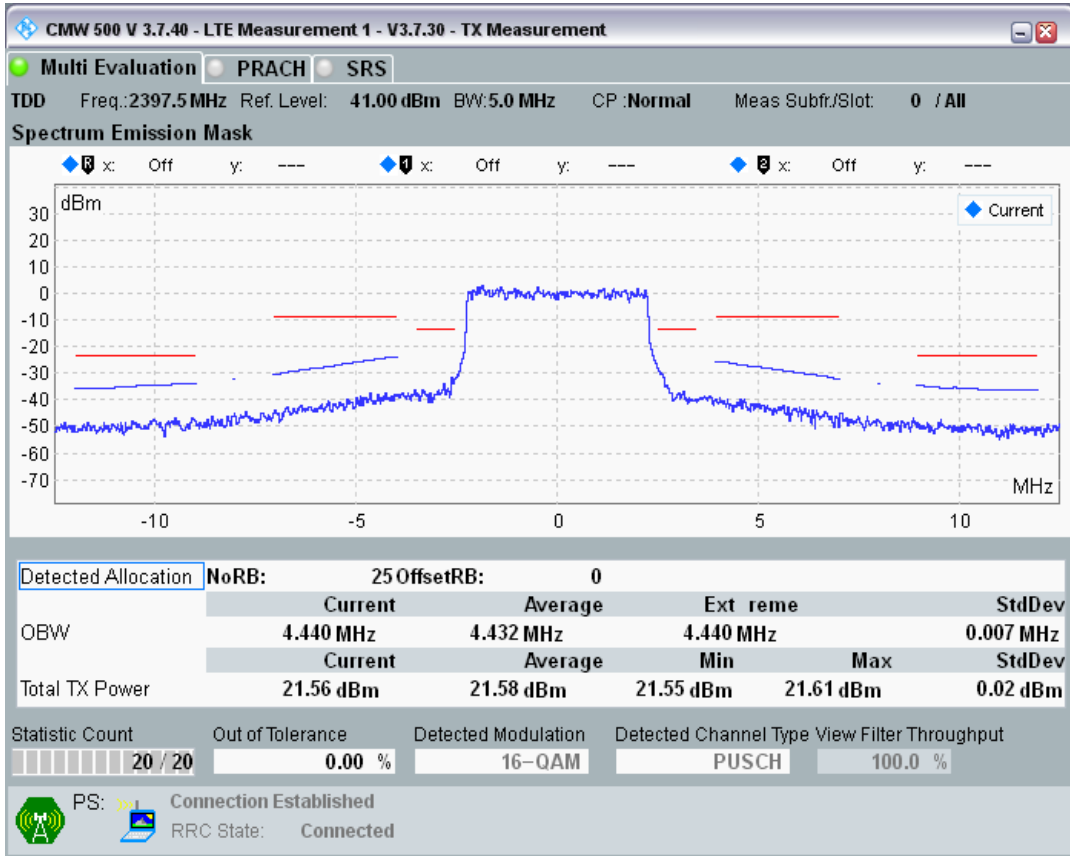 CMW 500 V 3.7.40 - LTE Measurement 1 - V3.7.30 - TX Measurement
Multi Evaluation PRACH SRS
TDD Freq.:2397.5 MHz Ref. Level: 41.00 dBm BW:5.0 MHz CP :Normal Meas Subfr./Slot: 0 / All
Spectrum Emission Mask
R x: Off y: --- 1 x: Off y: --- 2 x: Off y: ---
dBm
Current
30
20
10
0
-10
-20
-30
-40
-50
-60
-70
MHz
-10 -5 0 5 10
Detected Allocation NoRB: 25 OffsetRB: 0
Current Average Ext reme StdDev
OBW 4.440 MHz 4.432 MHz 4.440 MHz 0.007 MHz
Current Average Min Max StdDev
Total TX Power 21.56 dBm 21.58 dBm 21.55 dBm 21.61 dBm 0.02 dBm
Statistic Count Out of Tolerance Detected Modulation Detected Channel Type View Filter Throughput
20 / 20 0.00 % 16-QAM PUSCH 100.0 %
PS: Connection Established
RRC State: Connected